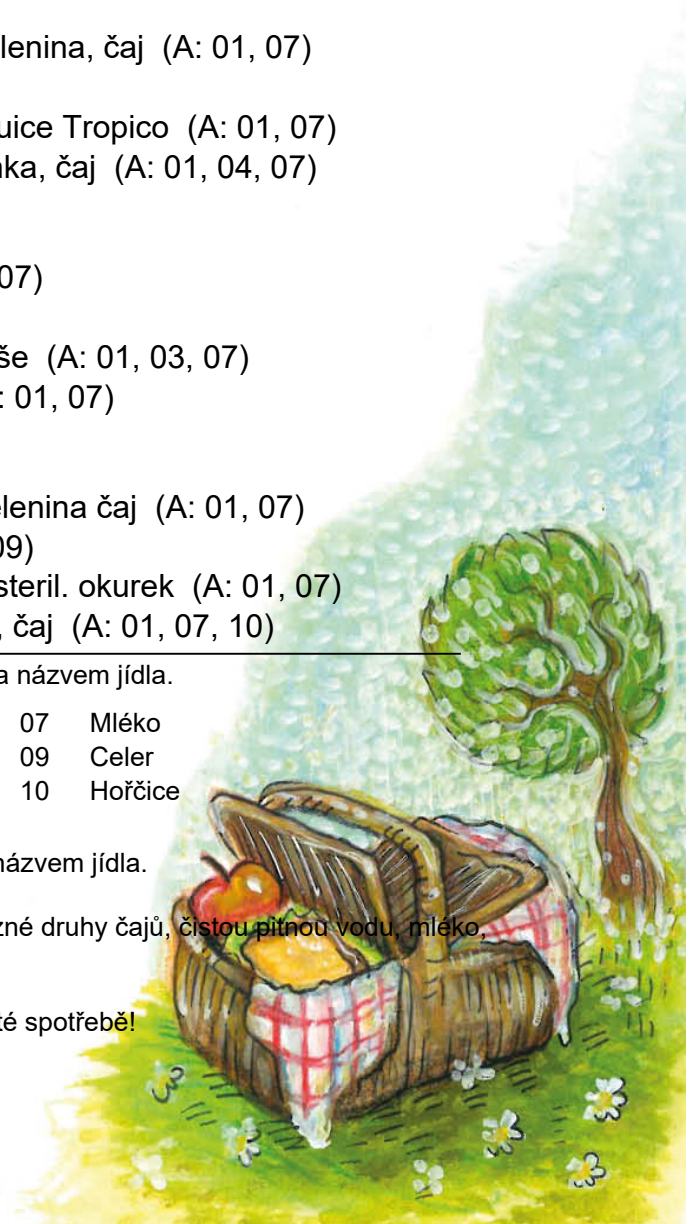 lenina, čaj (A: 01, 07)
uice Tropico (A: 01, 07)
ka, čaj (A: 01, 04, 07)
07)
še (A: 01, 03, 07)
: 01, 07)
elenina čaj (A: 01, 07)
09)
steril. okurek (A: 01, 07)
, čaj (A: 01, 07, 10)
a názvem jídla.
07 Mléko
09 Celer
10 Hořčice
názvem jídla.
zné druhy čajů, čistou pitnou vodu, mléko,
té spotřebě!